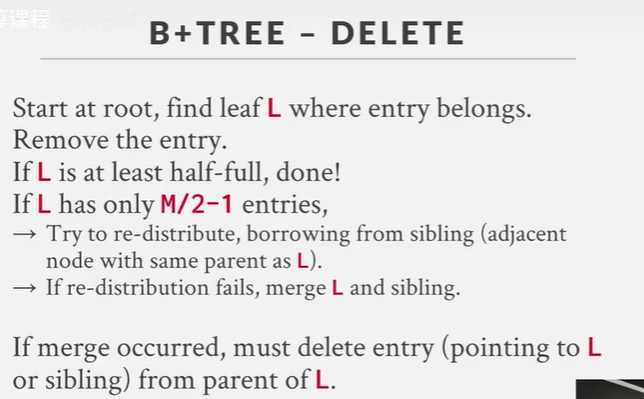 课程
B+TREE – DELETE
Start at root, find leaf L where entry belongs.
Remove the entry.
If L is at least half-full, done!
If L has only M/2-1 entries,
→ Try to re-distribute, borrowing from sibling (adjacent
node with same parent as L).
→ If re-distribution fails, merge L and sibling.
If merge occurred, must delete entry (pointing to L
or sibling) from parent of L.